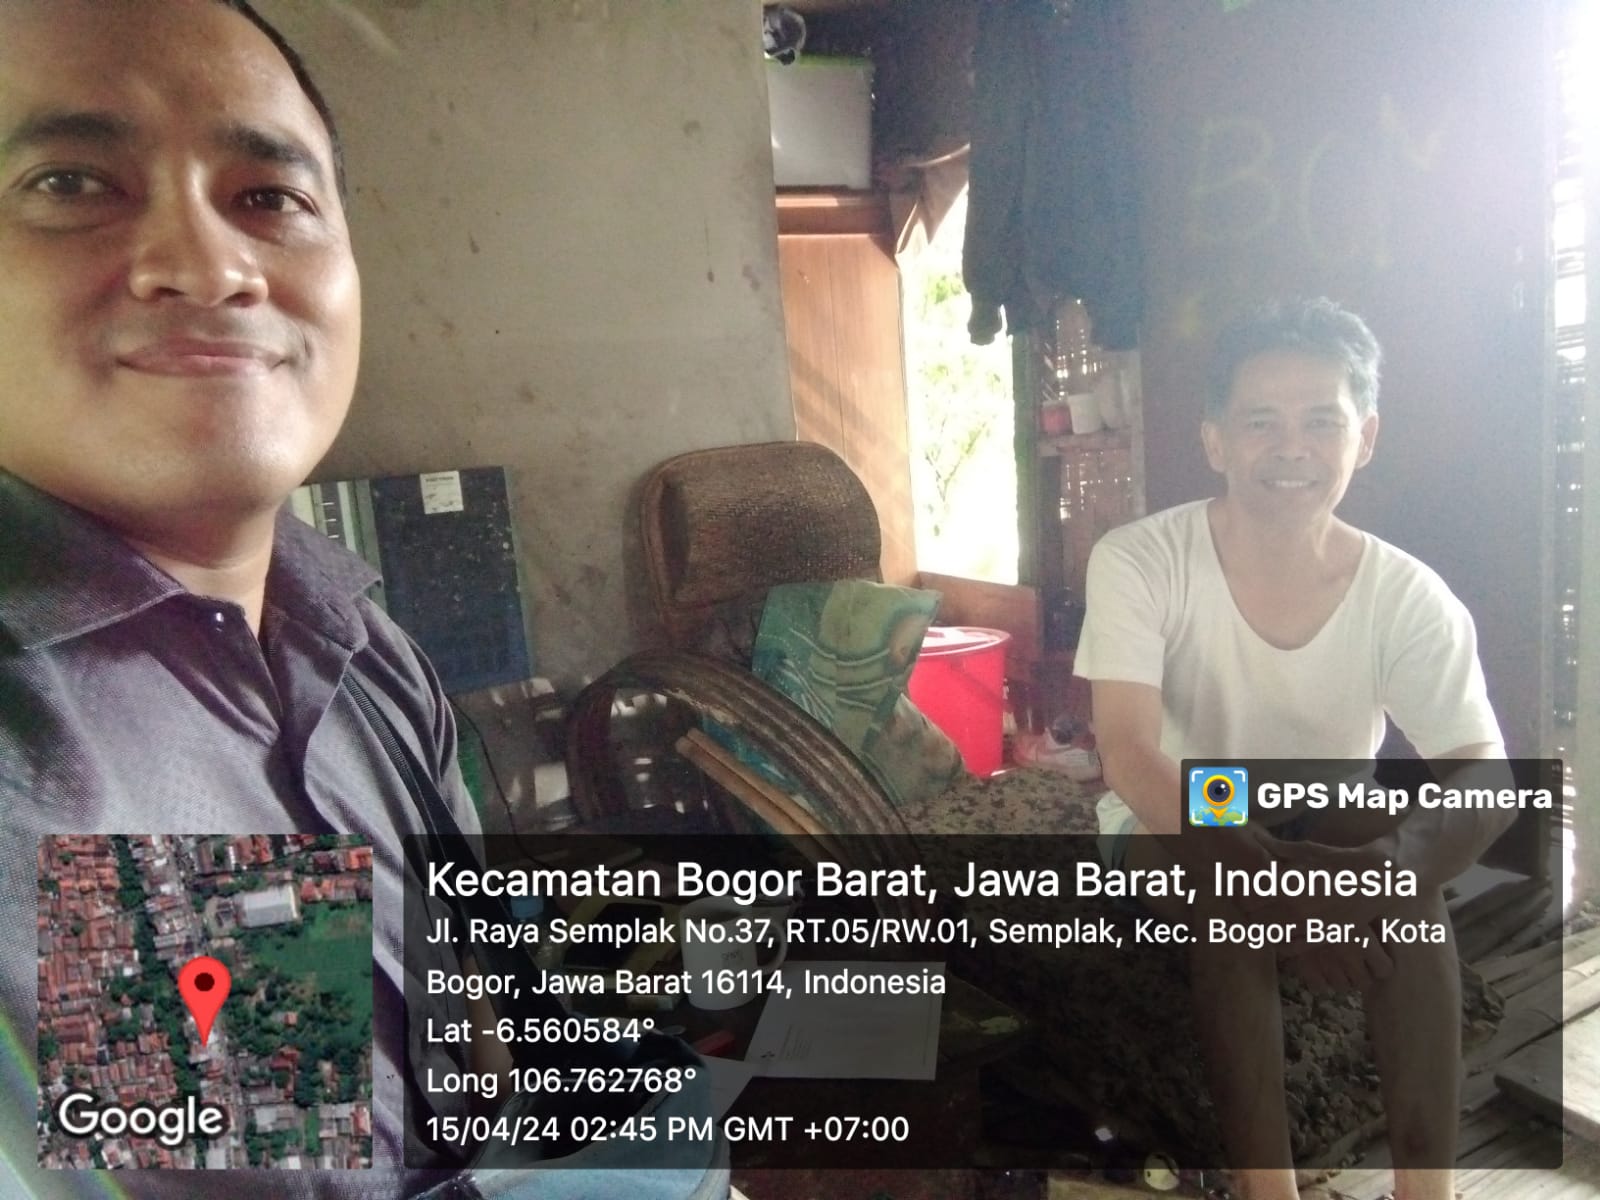 BOY
GPS Map Camera
Kecamatan Bogor Barat, Jawa Barat, Indonesia
Jl. Raya Semplak No.37, RT.05/RW.01, Semplak, Kec. Bogor Bar., Kota
Bogor, Jawa Barat 16114, Indonesia
Lat -6.560584°
Long 106.762768°
15/04/24 02:45 PM GMT +07:00
Google